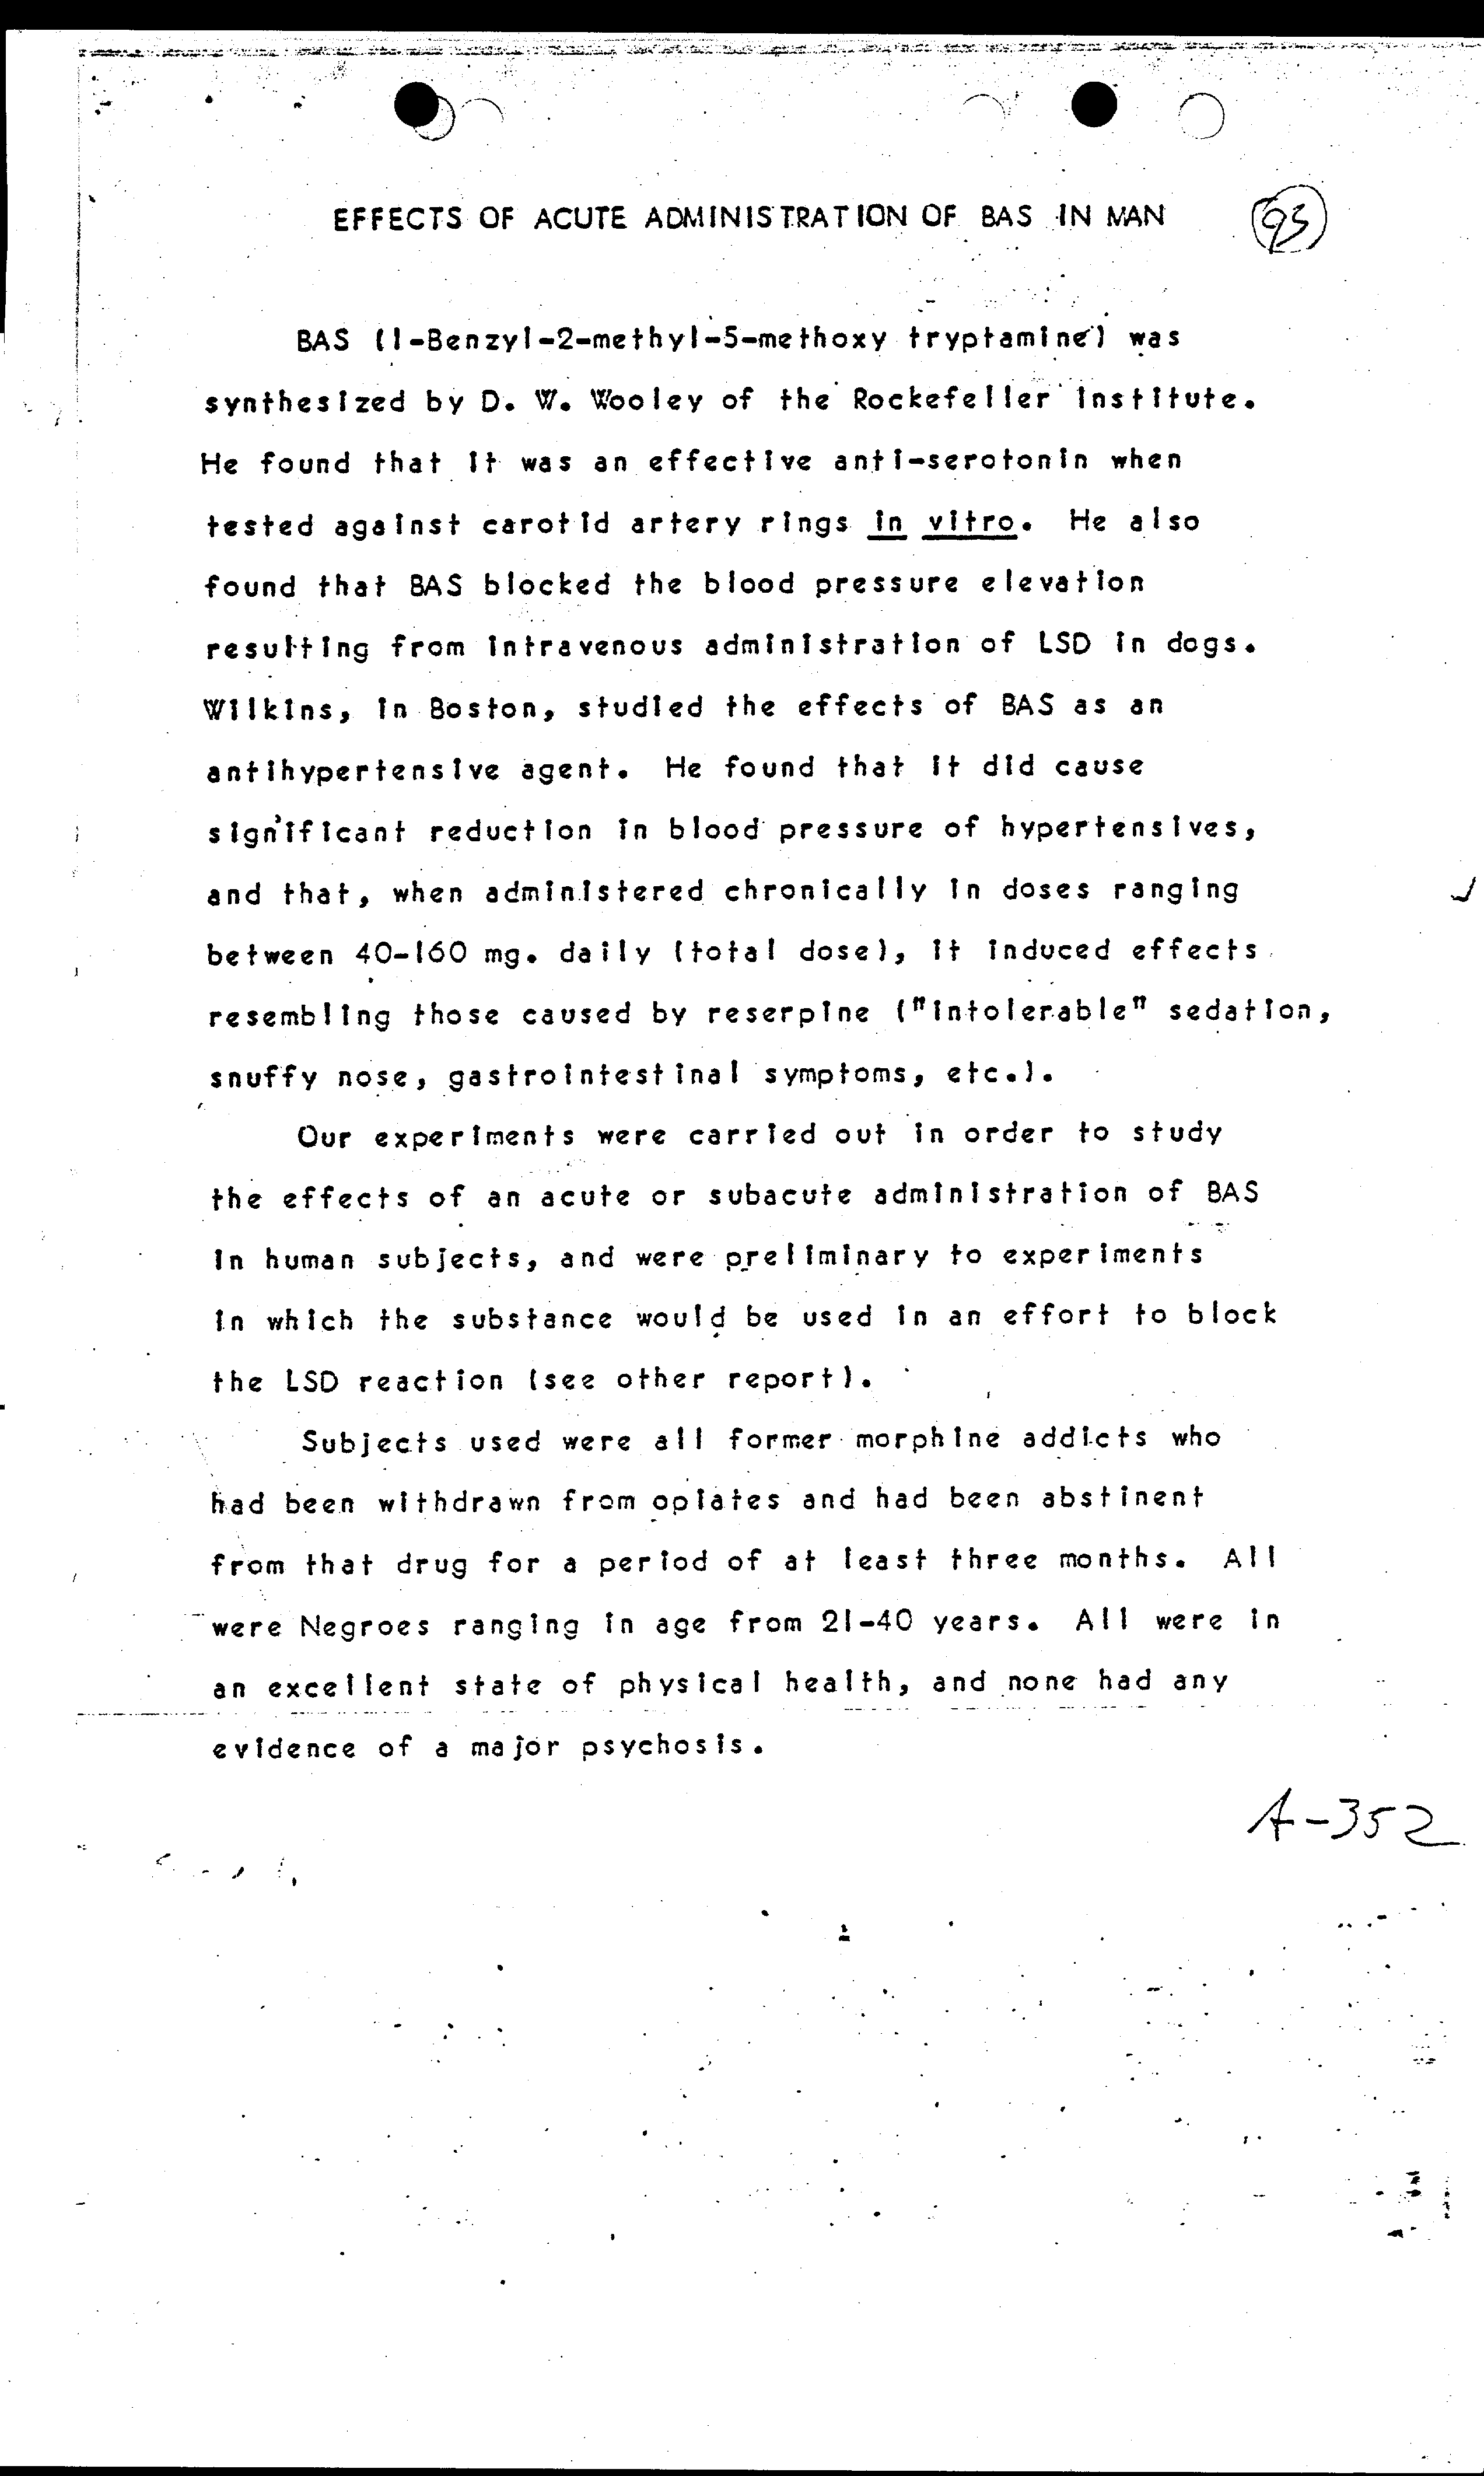 EFFECTS OF ACUTE ADMINISTRATION OF BAS IN MAN
95
BAS (1-Benzyl-2-methyl-5-methoxy tryptamine) was
synthesized by D. W. Wooley of the Rockefeller Institute.
He found that it was an effective anti-serotonin when
tested against carotid artery rings in vitro. He also
found that BAS blocked the blood pressure elevation
resulting from intravenous administration of LSD in dogs.
Wilkins, in Boston, studied the effects of BAS as an
antihypertensive agent. He found that it did cause
significant reduction in blood pressure of hypertensives,
and that, when administered chronically in doses ranging
between 40-160 mg. daily (total dose), it induced effects
resembling those caused by reserpine ("intolerable" sedation,
snuffy nose, gastrointestinal symptoms, etc.).
Our experiments were carried out in order to study
the effects of an acute or subacute administration of BAS
in human subjects, and were preliminary to experiments
in which the substance would be used in an effort to block
the LSD reaction (see other report).
Subjects used were all former morphine addicts who
had been withdrawn from opiates and had been abstinent
from that drug for a period of at least three months. All
were Negroes ranging in age from 21-40 years. All were in
an excellent state of physical health, and none had any
evidence of a major psychosis.
A-352